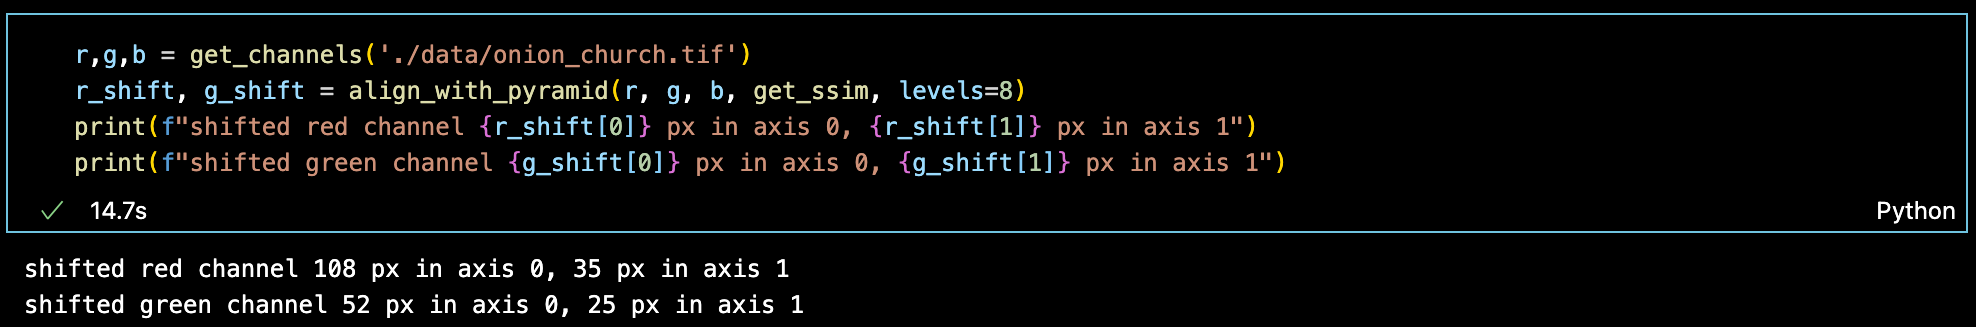 r,g,b = get_channels('./data/onion_church.tif')
r_shift, g_shift = align_with_pyramid(r, g, b, get_ssim, levels=8)
print(f"shifted red channel {r_shift[0]} px in axis 0, {r_shift[1]} px in axis 1")
print(f"shifted green channel {g_shift[0]} px in axis 0, {g_shift[1]} px in axis 1")
14.7s Python
shifted red channel 108 px in axis 0, 35 px in axis 1
shifted green channel 52 px in axis 0, 25 px in axis 1